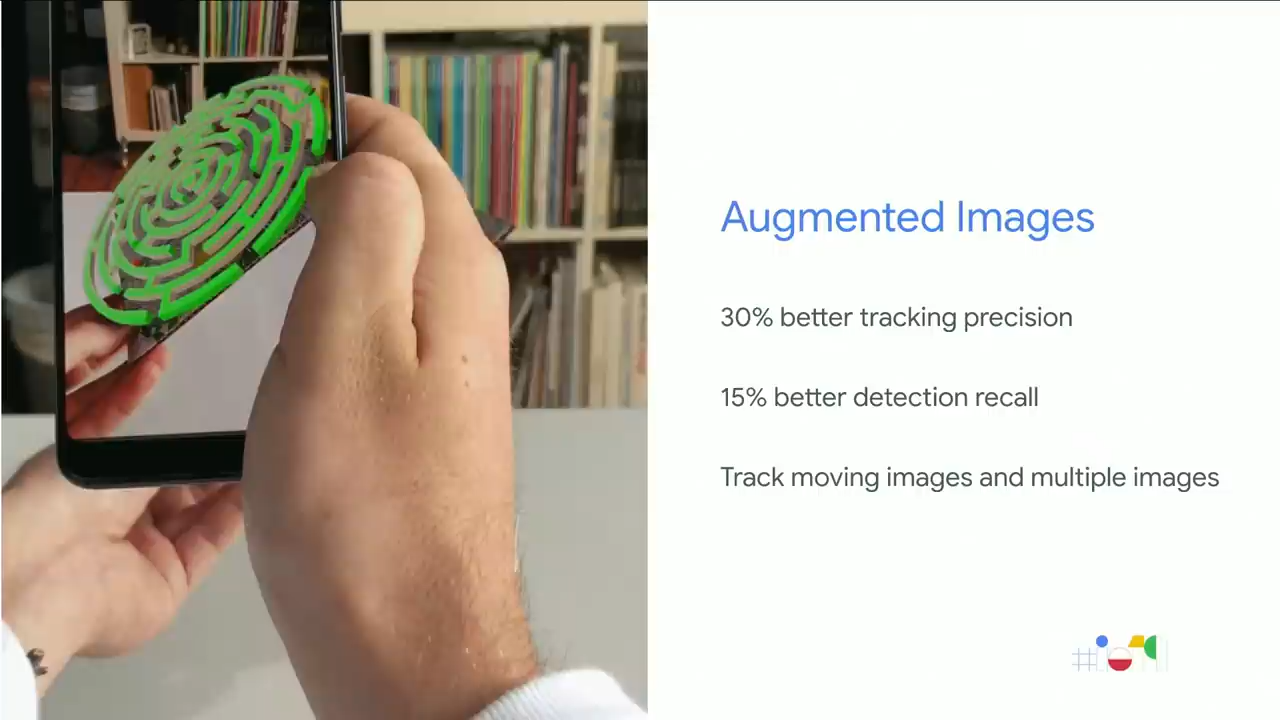 Augmented Images
30% better tracking precision
15% better detection recall
Track moving images and multiple images